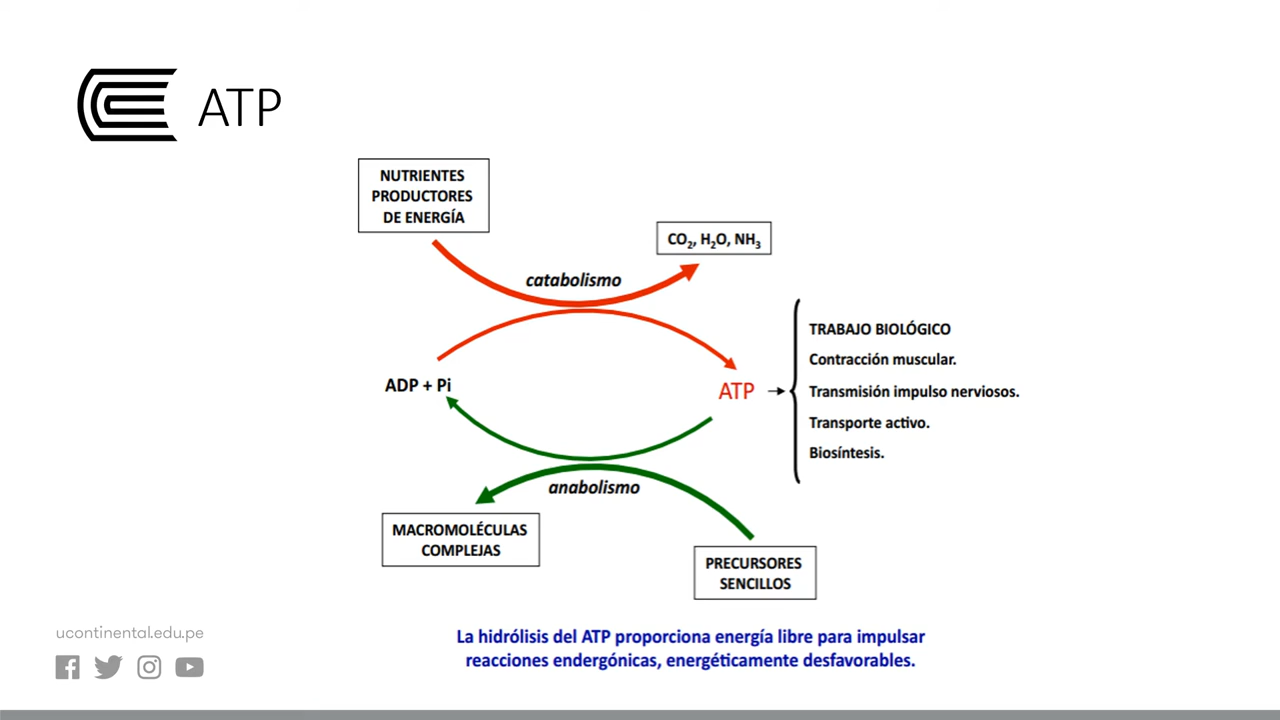 ATP
NUTRIENTES
PRODUCTORES
DE ENERGÍA
CO₂, H₂O, NH₃
catabolismo
TRABAJO BIOLÓGICO
Contracción muscular.
ADP + Pi
ATP
Transmisión impulso nerviosos.
Transporte activo.
Biosíntesis.
anabolismo
MACROMOLÉCULAS
COMPLEJAS
PRECURSORES
SENCILLOS
ucontinental.edu.pe
La hidrólisis del ATP proporciona energía libre para impulsar
reacciones endergónicas, energéticamente desfavorables.